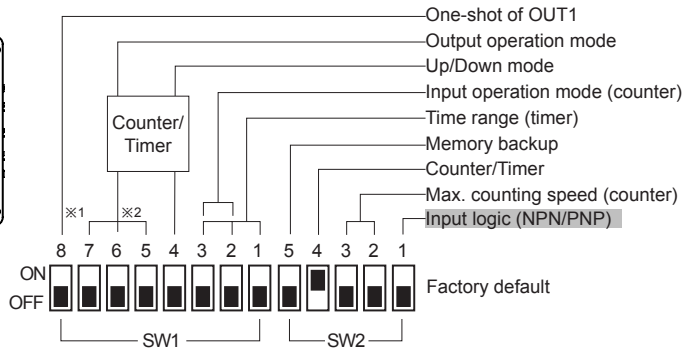 One-shot of OUT1
Output operation mode
Up/Down mode
Input operation mode (counter)
Time range (timer)
Memory backup
Counter/Timer
Max. counting speed (counter)
Input logic (NPN/PNP)
Counter/
Timer
※1 ※2
8 7 6 5 4 3 2 1 5 4 3 2 1
ON
OFF
Factory default
SW1 SW2